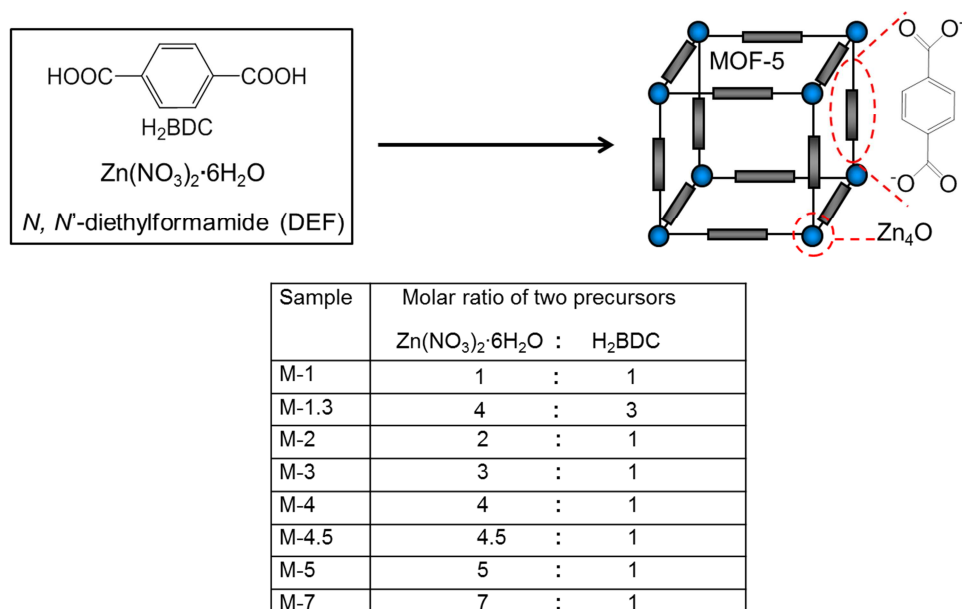 HOOC COOH
H₂BDC
Zn(NO₃)₂·6H₂O
N, N'-diethylformamide (DEF)
MOF-5
O O⁻
⁻O O
Zn₄O
Sample Molar ratio of two precursors
Zn(NO₃)₂·6H₂O : H₂BDC
M-1 1 : 1
M-1.3 4 : 3
M-2 2 : 1
M-3 3 : 1
M-4 4 : 1
M-4.5 4.5 : 1
M-5 5 : 1
M-7 7 : 1